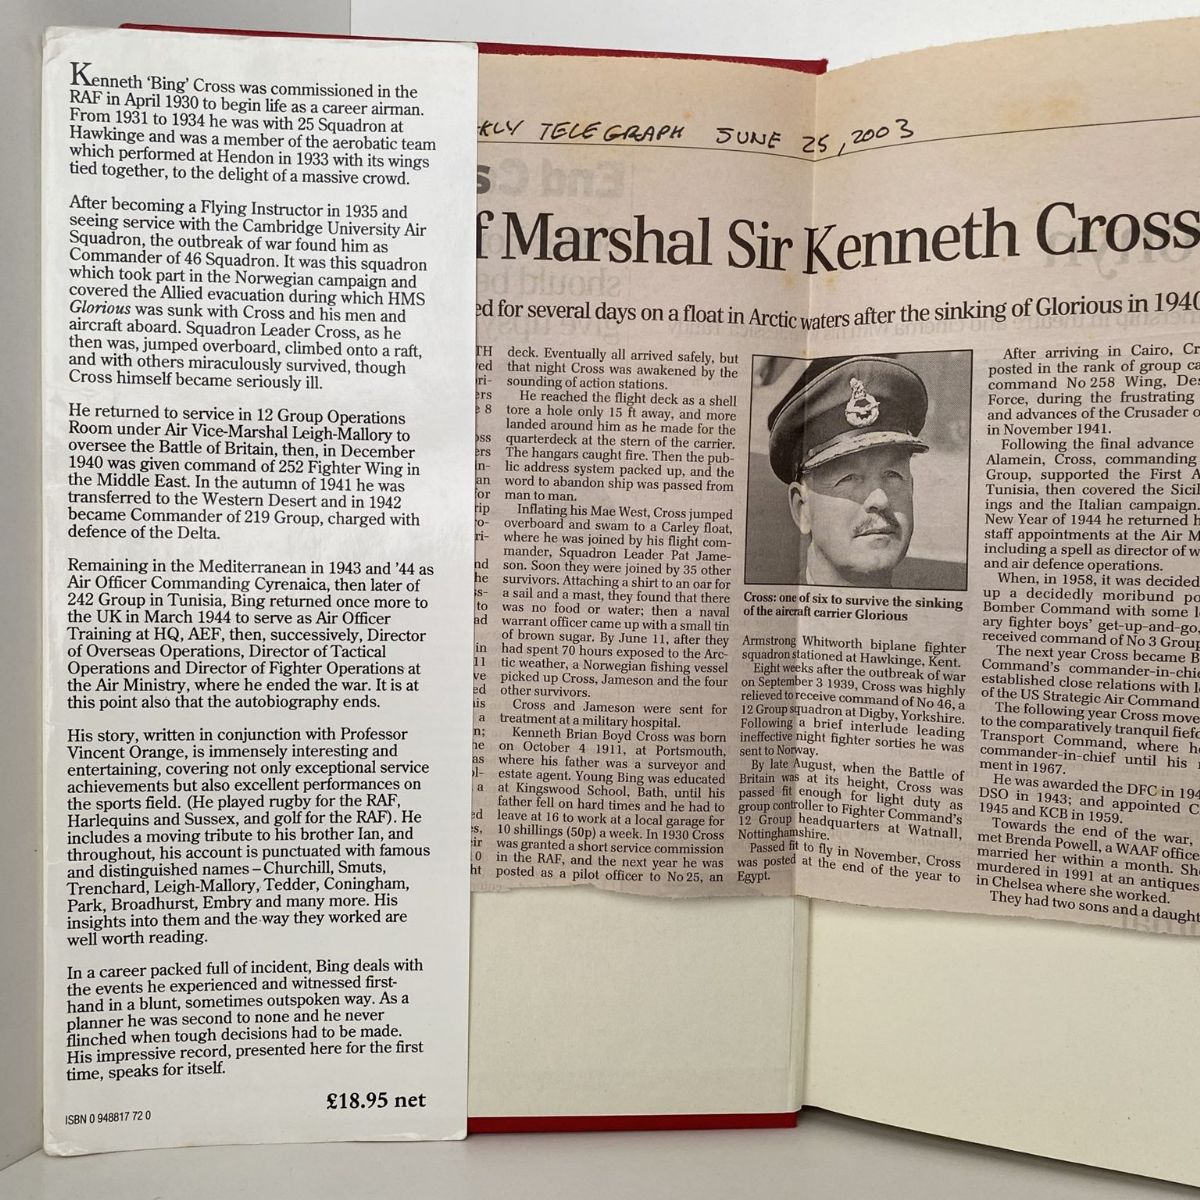 Kenneth ‘Bing’ Cross was commissioned in the
RAF in April 1930 to begin life as a career airman.
From 1931 to 1934 he was with 25 Squadron at
Hawkinge and was a member of the aerobatic team
which performed at Hendon in 1933 with its wings
tied together, to the delight of a massive crowd.
After becoming a Flying Instructor in 1935 and
seeing service with the Cambridge University Air
Squadron, the outbreak of war found him as
Commander of 46 Squadron. It was this squadron
which took part in the Norwegian campaign and
covered the Allied evacuation during which HMS
Glorious was sunk with Cross and his men and
aircraft aboard. Squadron Leader Cross, as he
then was, jumped overboard, climbed onto a raft,
and with others miraculously survived, though
Cross himself became seriously ill.
He returned to service in 12 Group Operations
Room under Air Vice-Marshal Leigh-Mallory to
oversee the Battle of Britain, then, in December
1940 was given command of 252 Fighter Wing in
the Middle East. In the autumn of 1941 he was
transferred to the Western Desert and in 1942
became Commander of 219 Group, charged with
defence of the Delta.
Remaining in the Mediterranean in 1943 and ’44 as
Air Officer Commanding Cyrenaica, then later of
242 Group in Tunisia, Bing returned once more to
the UK in March 1944 to serve as Air Officer
Training at HQ, AEF, then, successively, Director
of Overseas Operations, Director of Tactical
Operations and Director of Fighter Operations at
the Air Ministry, where he ended the war. It is at
this point also that the autobiography ends.
His story, written in conjunction with Professor
Vincent Orange, is immensely interesting and
entertaining, covering not only exceptional service
achievements but also excellent performances on
the sports field. (He played rugby for the RAF,
Harlequins and Sussex, and golf for the RAF). He
includes a moving tribute to his brother Ian, and
throughout, his account is punctuated with famous
and distinguished names – Churchill, Smuts,
Trenchard, Leigh-Mallory, Tedder, Coningham,
Park, Broadhurst, Embry and many more. His
insights into them and the way they worked are
well worth reading.
In a career packed full of incident, Bing deals with
the events he experienced and witnessed first-
hand in a blunt, sometimes outspoken way. As a
planner he was second to none and he never
flinched when tough decisions had to be made.
His impressive record, presented here for the first
time, speaks for itself.
£18.95 net
ISBN 0 948817 72 0
KLY TELEGRAPH JUNE 25, 2003
f Marshal Sir Kenneth Cross
ed for several days on a float in Arctic waters after the sinking of Glorious in 1940
deck. Eventually all arrived safely, but
that night Cross was awakened by the
sounding of action stations.
He reached the flight deck as a shell
tore a hole only 15 ft away, and more
landed around him as he made for the
quarterdeck at the stern of the carrier.
The hangars caught fire. Then the pub-
lic address system packed up, and the
word to abandon ship was passed from
man to man.
Inflating his Mae West, Cross jumped
overboard and swam to a Carley float,
where he was joined by his flight com-
mander, Squadron Leader Pat Jame-
son. Soon they were joined by 35 other
survivors. Attaching a shirt to an oar for
a sail and a mast, they found that there
was no food or water; then a naval
warrant officer came up with a small tin
of brown sugar. By June 11, after they
had spent 70 hours exposed to the Arc-
tic weather, a Norwegian fishing vessel
picked up Cross, Jameson and the four
other survivors.
Cross and Jameson were sent for
treatment at a military hospital.
Kenneth Brian Boyd Cross was born
on October 4 1911, at Portsmouth,
where his father was a surveyor and
estate agent. Young Bing was educated
at Kingswood School, Bath, until his
father fell on hard times and he had to
leave at 16 to work at a local garage for
10 shillings (50p) a week. In 1930 Cross
was granted a short service commission
in the RAF, and the next year he was
posted as a pilot officer to No 25, an
Cross: one of six to survive the sinking
of the aircraft carrier Glorious
Armstrong Whitworth biplane fighter
squadron stationed at Hawkinge, Kent.
Eight weeks after the outbreak of war
on September 3 1939, Cross was highly
relieved to receive command of No 46, a
12 Group squadron at Digby, Yorkshire.
Following a brief interlude leading
ineffective night fighter sorties he was
sent to Norway.
By late August, when the Battle of
Britain was at its height, Cross was
passed fit enough for light duty as
group controller to Fighter Command's
12 Group headquarters at Watnall,
Nottinghamshire.
Passed fit to fly in November, Cross
was posted at the end of the year to
Egypt.
After arriving in Cairo, Cr
posted in the rank of group ca
command No 258 Wing, Des
Force, during the frustrating
and advances of the Crusader o
in November 1941.
Following the final advance
Alamein, Cross, commanding
Group, supported the First A
Tunisia, then covered the Sicil
ings and the Italian campaign.
New Year of 1944 he returned h
staff appointments at the Air M
including a spell as director of w
and air defence operations.
When, in 1958, it was decided
up a decidedly moribund po
Bomber Command with some l
ary fighter boys' get-up-and-go,
received command of No 3 Group
The next year Cross became B
Command's commander-in-chie
established close relations with l
of the US Strategic Air Command
The following year Cross move
to the comparatively tranquil fiefd
Transport Command, where he
commander-in-chief until his
ment in 1967.
He was awarded the DFC in 194
DSO in 1943; and appointed C
1945 and KCB in 1959.
Towards the end of the war,
met Brenda Powell, a WAAF office
married her within a month. She
murdered in 1991 at an antiques
in Chelsea where she worked.
They had two sons and a daught